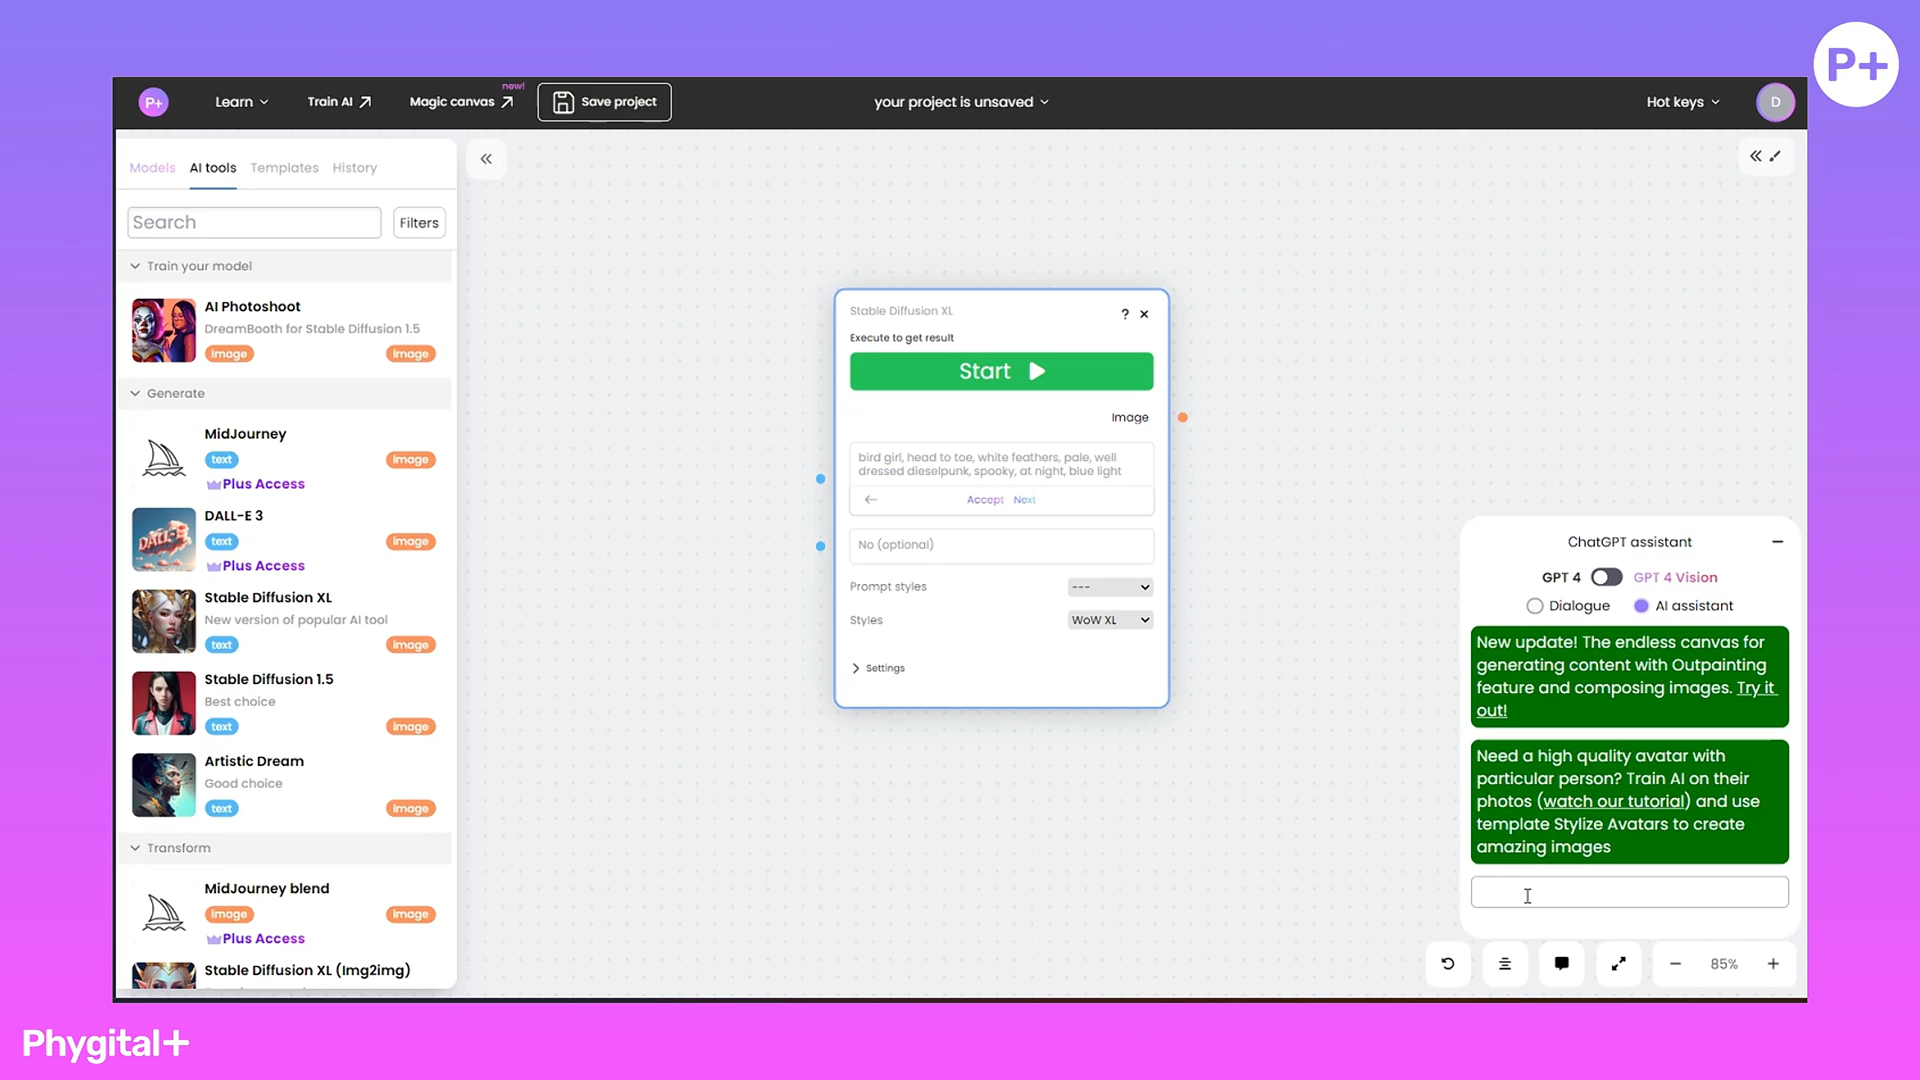 P+
P+
Learn
Train AI
Magic canvas
new!
Save project
your project is unsaved
Hot keys
D
Models
AI tools
Templates
History
Search
Filters
Train your model
AI Photoshoot
DreamBooth for Stable Diffusion 1.5
image
image
Generate
MidJourney
text
image
Plus Access
DALL-E 3
DALL-E
text
image
Plus Access
Stable Diffusion XL
New version of popular AI tool
text
image
Stable Diffusion 1.5
Best choice
text
image
Artistic Dream
Good choice
text
image
Transform
MidJourney blend
image
image
Plus Access
Stable Diffusion XL (Img2img)
Stable Diffusion XL
?
Execute to get result
Start
Image
bird girl, head to toe, white feathers, pale, well
dressed dieselpunk, spooky, at night, blue light
Accept
Next
No (optional)
Prompt styles
---
Styles
WoW XL
Settings
ChatGPT assistant
GPT 4
GPT 4 Vision
Dialogue
AI assistant
New update! The endless canvas for
generating content with Outpainting
feature and composing images. Try it
out!
Need a high quality avatar with
particular person? Train AI on their
photos (watch our tutorial) and use
template Stylize Avatars to create
amazing images
85%
Phygital+